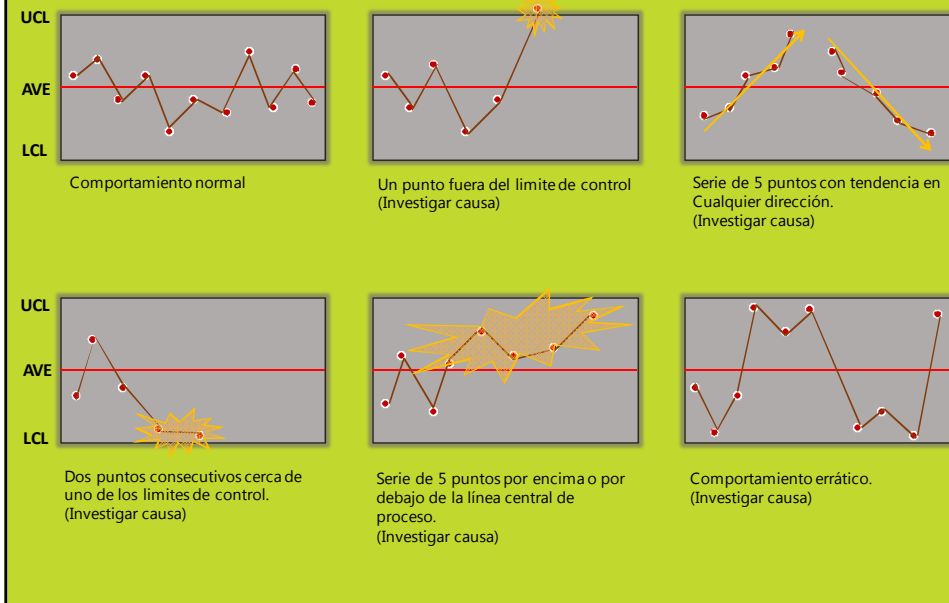 UCL
AVE
LCL
Comportamiento normal
Un punto fuera del limite de control
(Investigar causa)
Serie de 5 puntos con tendencia en
Cualquier dirección.
(Investigar causa)
UCL
AVE
LCL
Dos puntos consecutivos cerca de
uno de los limites de control.
(Investigar causa)
Serie de 5 puntos por encima o por
debajo de la línea central de
proceso.
(Investigar causa)
Comportamiento errático.
(Investigar causa)